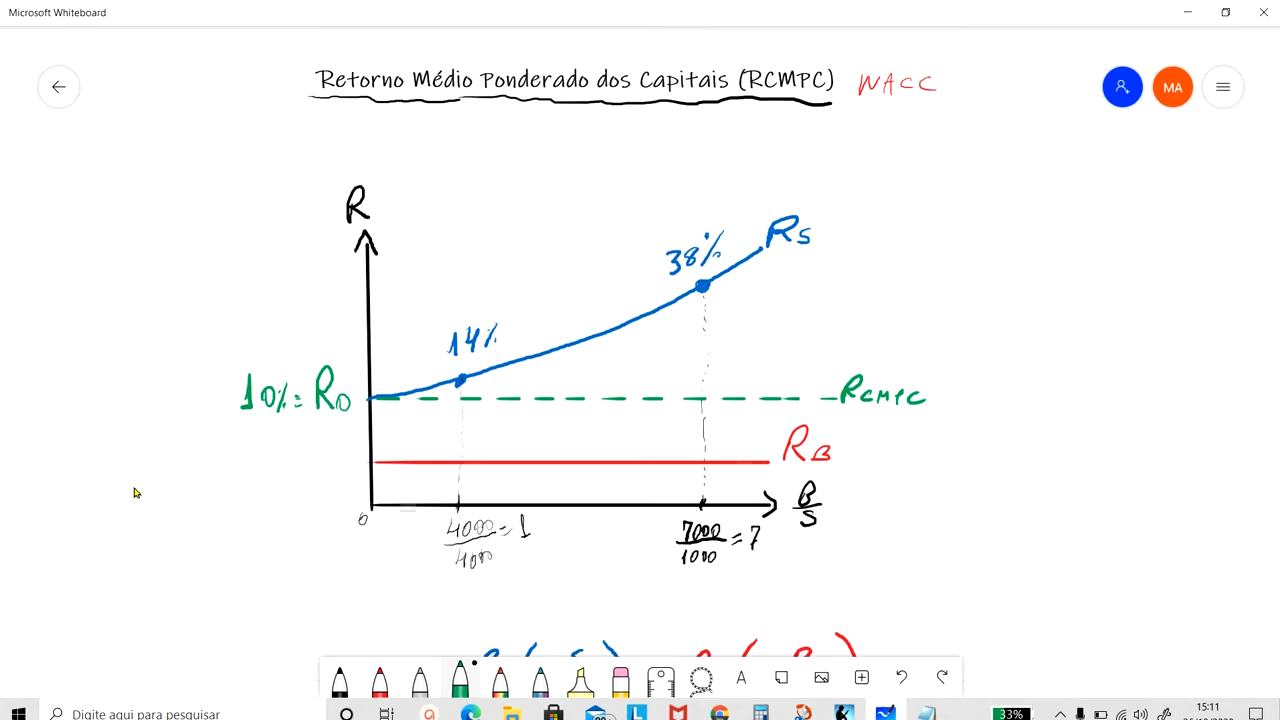 Microsoft Whiteboard
Retorno Médio Ponderado dos Capitais (RCMPC) WACC
MA
R
RS
38%
14%
10% = R0
RCMPC
RB
B
S
0
4000 = 1
4000
7000 = 7
1000
A
Digite aqui para pesquisar
33%
15:11